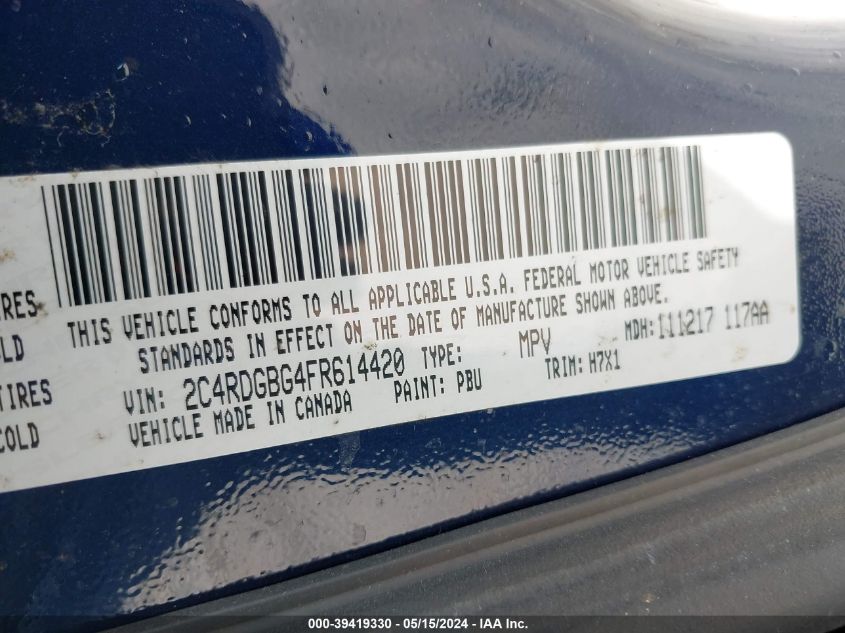 THIS VEHICLE CONFORMS TO ALL APPLICABLE U.S.A. FEDERAL MOTOR VEHICLE SAFETY
STANDARDS IN EFFECT ON THE DATE OF MANUFACTURE SHOWN ABOVE.
VIN: 2C4RDGBG4FR614420 TYPE: MPV MDH: 111217 117AA
VEHICLE MADE IN CANADA PAINT: PBU TRIM: H7X1
IRES
LD
TIRES
COLD
000-39419330 - 05/15/2024 - IAA Inc.